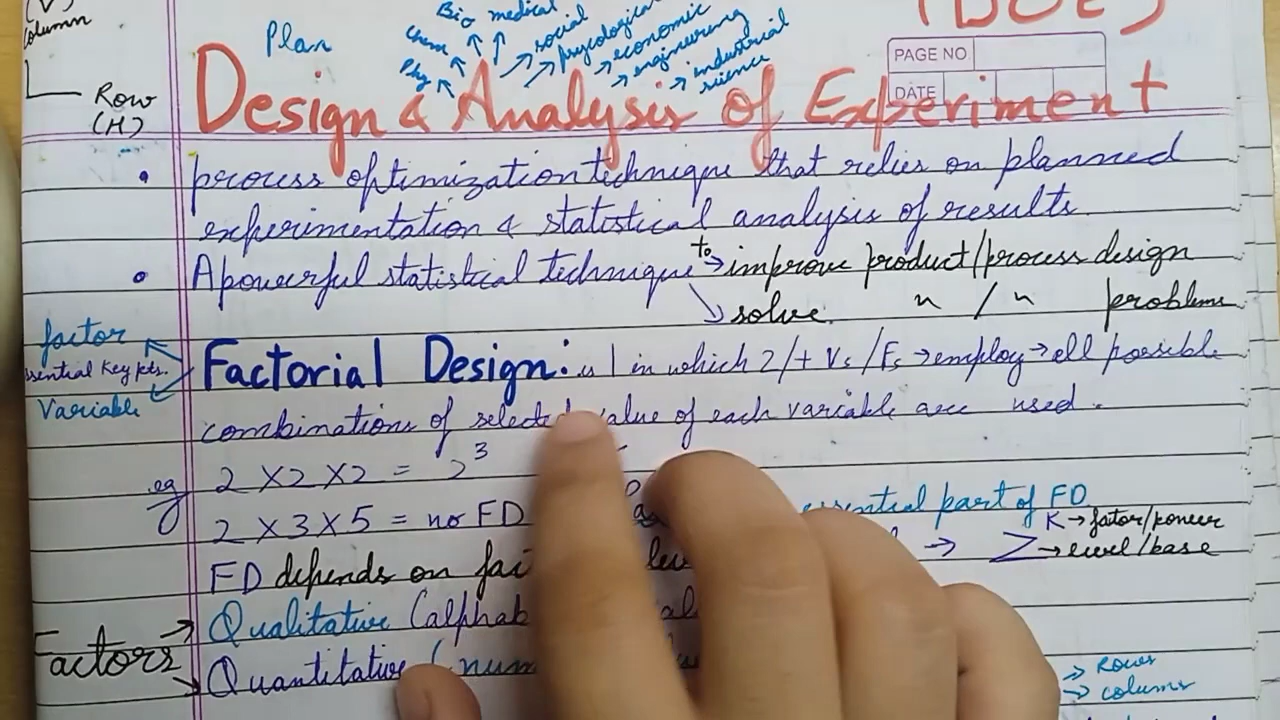 (V)
Column
Row
(H)
Plan
Phy
Chem
Bio medical
social
psycological
economic
engineering
industrial
science
(DOE)
PAGE NO
DATE
Design & Analysis of Experiment
• process optimization technique that relies on planned
experimentation & statistical analysis of results.
• A powerful statistical technique to → improve product/process design
↘ solve " / " problems
factor
essential Key pts.
Variable
Factorial Design: is 1 in which 2/+ Vs/Fs → employ → all possible
combinations of selected value of each variable are used.
eg 2 × 2 × 2 = 2³
2 × 3 × 5 = no FD
essential part of FD
K → factor/power
→ 2 → level/base
FD depends on fac lev
Factors → Qualitative (alphab
→ Quantitative (num
→ Rows
→ columns